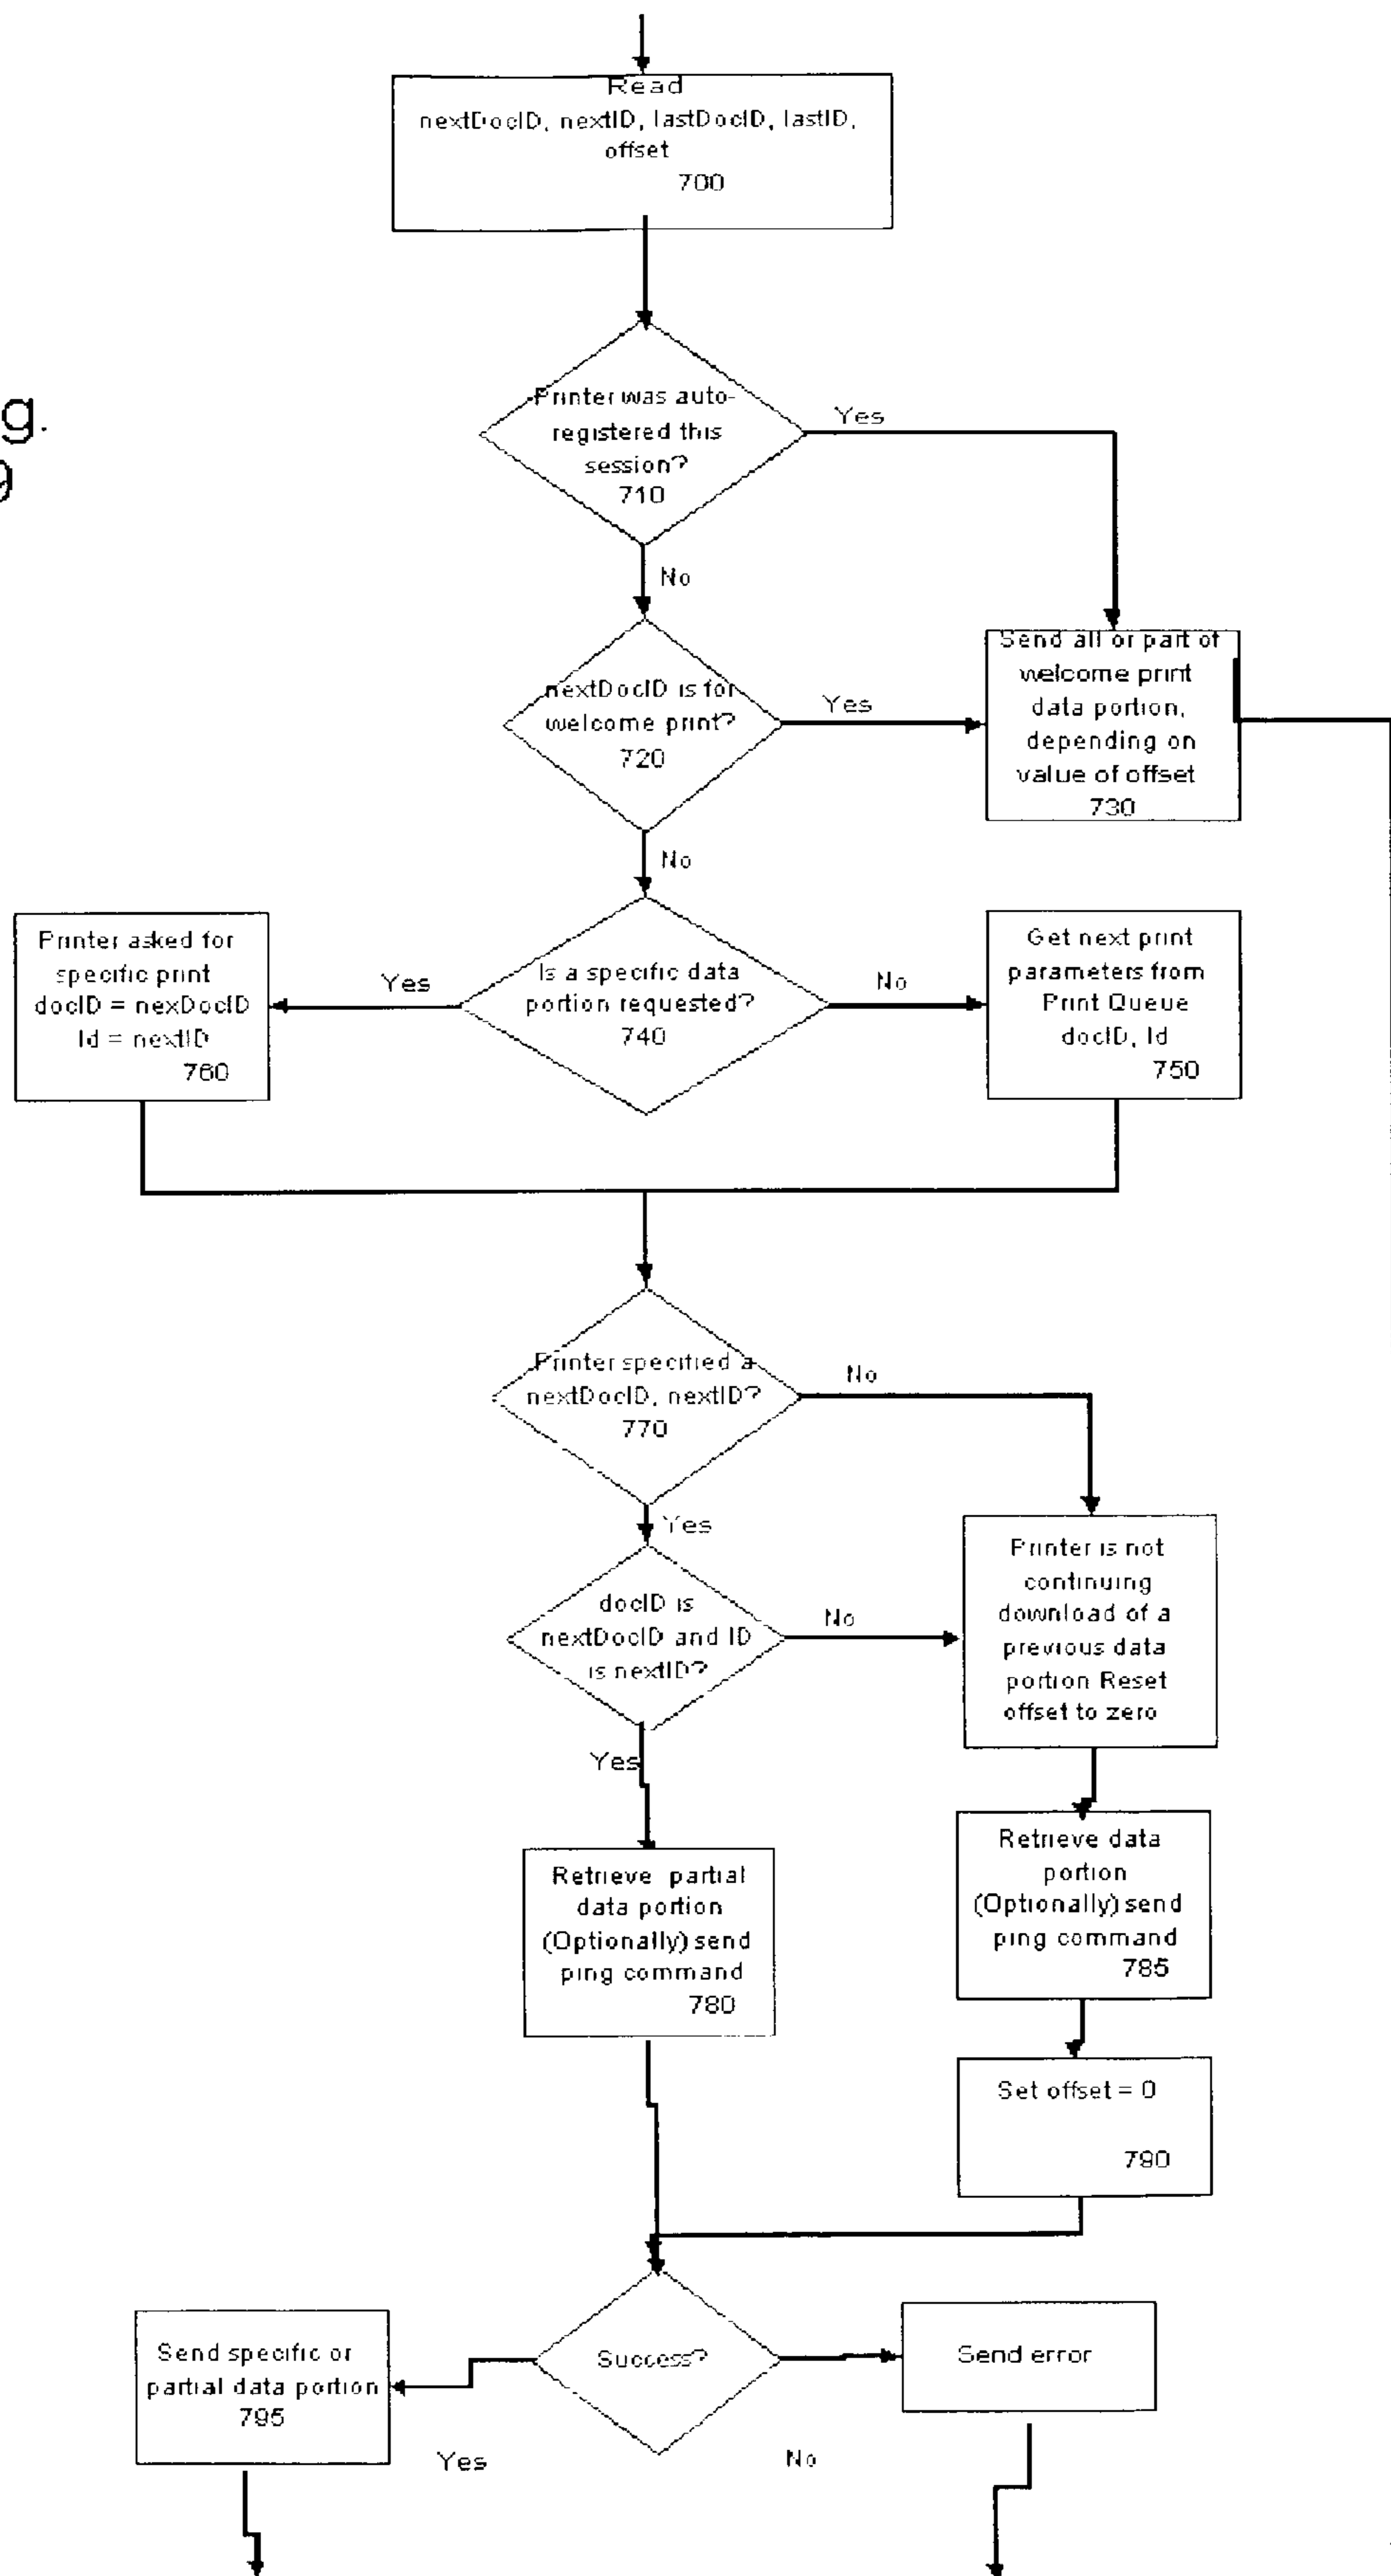 Read
nextDocID, nextID, lastDocID, lastID,
offset
700
g.
9
Printer was auto-
registered this
session?
710
Yes
No
nextDocID is for
welcome print?
720
Yes
Send all or part of
welcome print
data portion,
depending on
value of offset
730
No
Printer asked for
specific print
docID = nexDocID
Id = nextID
760
Yes
Is a specific data
portion requested?
740
No
Get next print
parameters from
Print Queue
docID, Id
750
Printer specified a
nextDocID, nextID?
770
No
Yes
docID is
nextDocID and ID
is nextID?
No
Printer is not
continuing
download of a
previous data
portion Reset
offset to zero
Yes
Retrieve partial
data portion
(Optionally) send
ping command
780
Retrieve data
portion
(Optionally) send
ping command
785
Set offset = 0
790
Send specific or
partial data portion
795
Success?
Send error
Yes
No